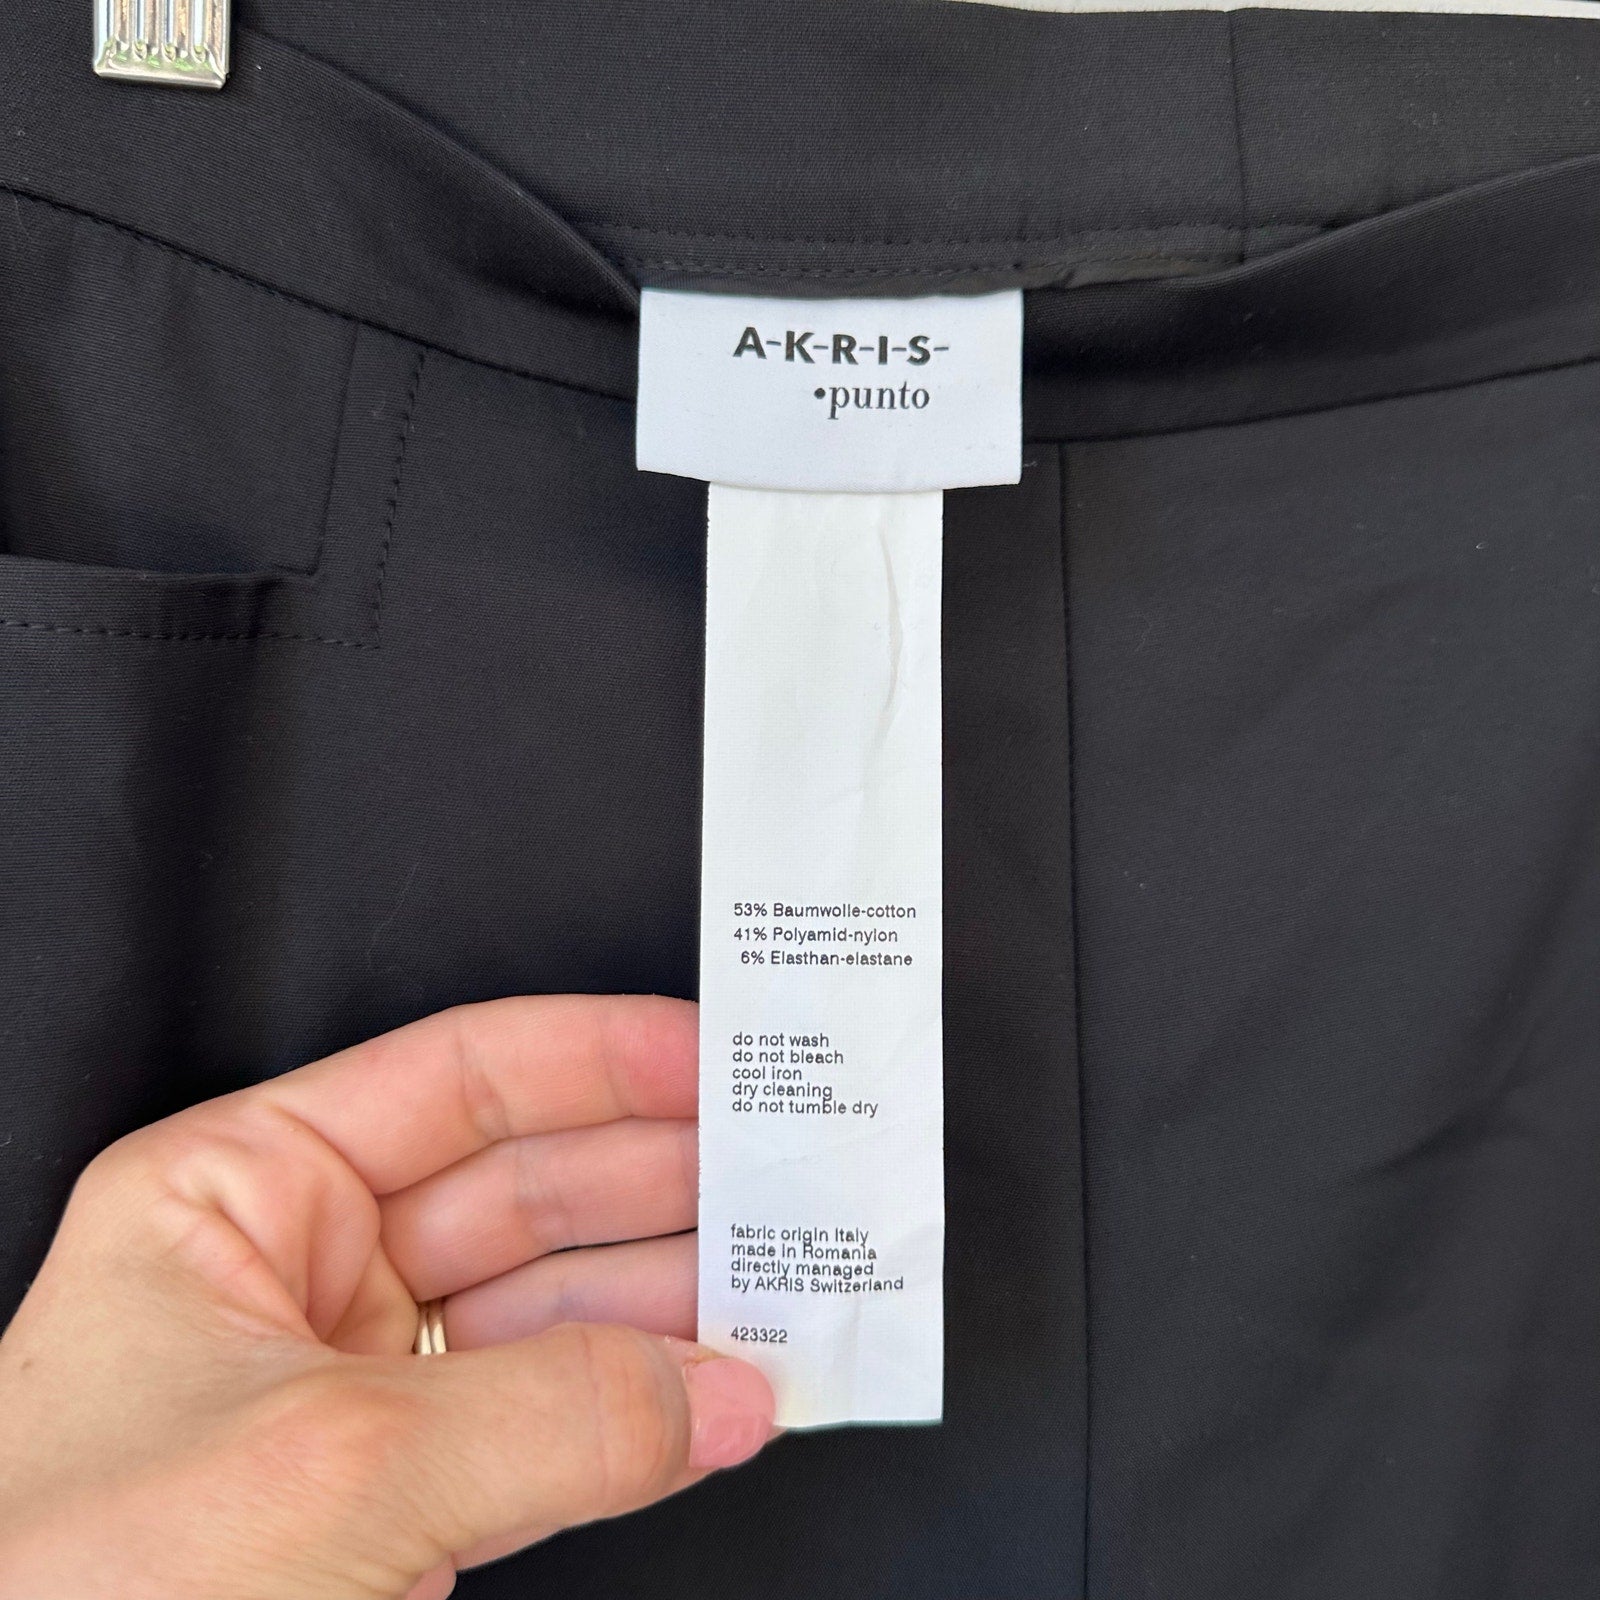 A-K-R-I-S-
•punto
53% Baumwolle-cotton
41% Polyamid-nylon
6% Elasthan-elastane
do not wash
do not bleach
cool iron
dry cleaning
do not tumble dry
fabric origin Italy
made in Romania
directly managed
by AKRIS Switzerland
423322